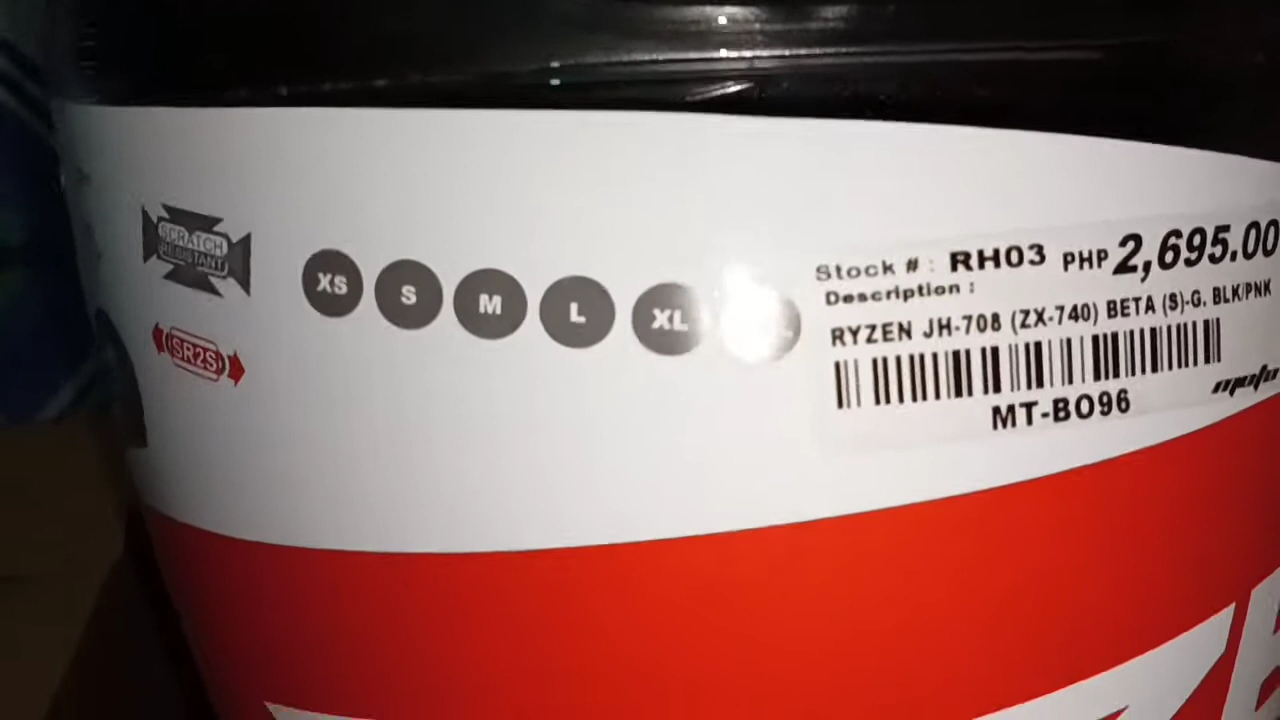 SCRATCH
RESISTANT
SR2S
XS S M L XL
Stock # : RH03 PHP 2,695.00
Description :
RYZEN JH-708 (ZX-740) BETA (S)-G. BLK/PNK
MT-BO96
moto